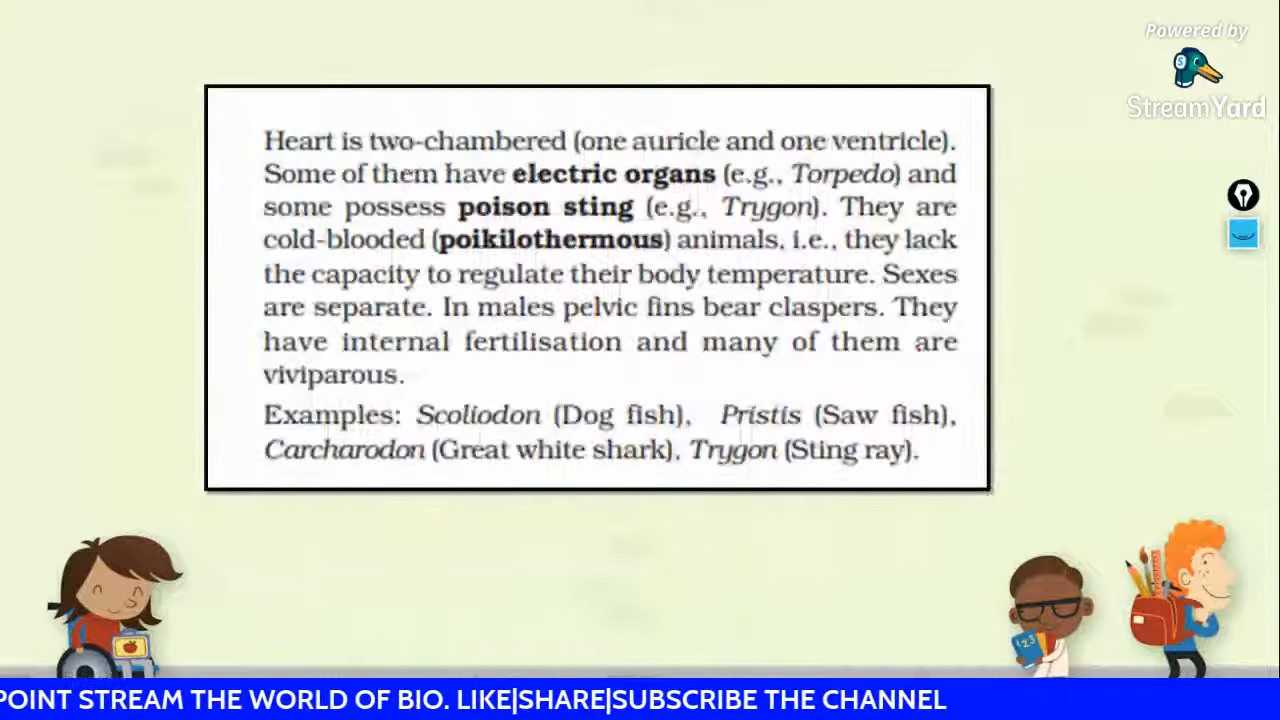 Powered by
StreamYard
Heart is two-chambered (one auricle and one ventricle).
Some of them have electric organs (e.g., Torpedo) and
some possess poison sting (e.g., Trygon). They are
cold-blooded (poikilothermous) animals, i.e., they lack
the capacity to regulate their body temperature. Sexes
are separate. In males pelvic fins bear claspers. They
have internal fertilisation and many of them are
viviparous.
Examples: Scoliodon (Dog fish), Pristis (Saw fish),
Carcharodon (Great white shark), Trygon (Sting ray).
123
POINT STREAM THE WORLD OF BIO. LIKE|SHARE|SUBSCRIBE THE CHANNEL